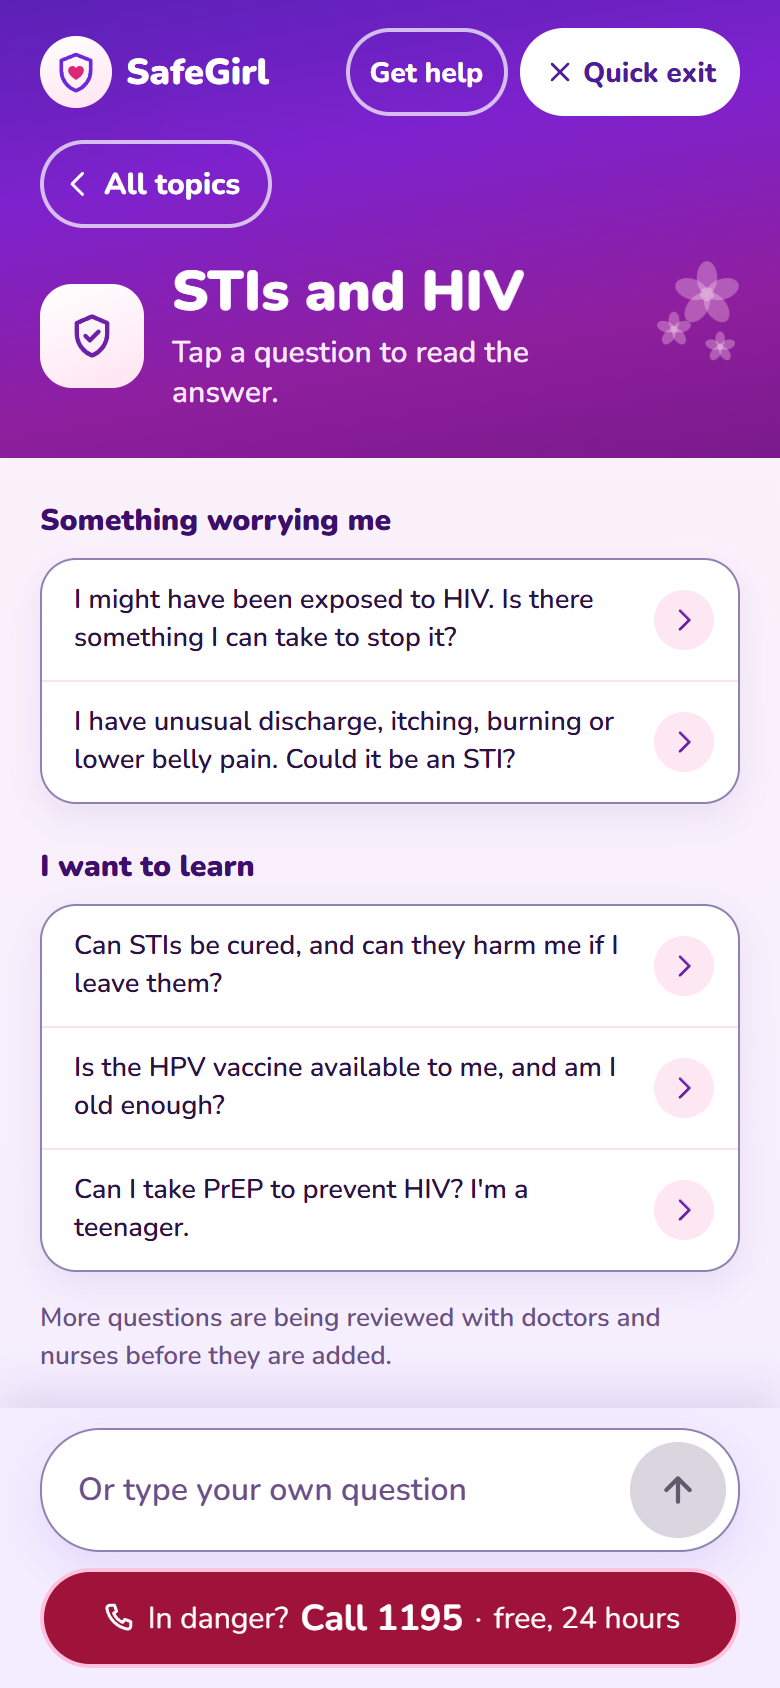 SafeGirl
Get help
Quick exit
All topics
STIs and HIV
Tap a question to read the
answer.
Something worrying me
I might have been exposed to HIV. Is there
something I can take to stop it?
I have unusual discharge, itching, burning or
lower belly pain. Could it be an STI?
I want to learn
Can STIs be cured, and can they harm me if I
leave them?
Is the HPV vaccine available to me, and am I
old enough?
Can I take PrEP to prevent HIV? I'm a
teenager.
More questions are being reviewed with doctors and
nurses before they are added.
Or type your own question
In danger? Call 1195 · free, 24 hours